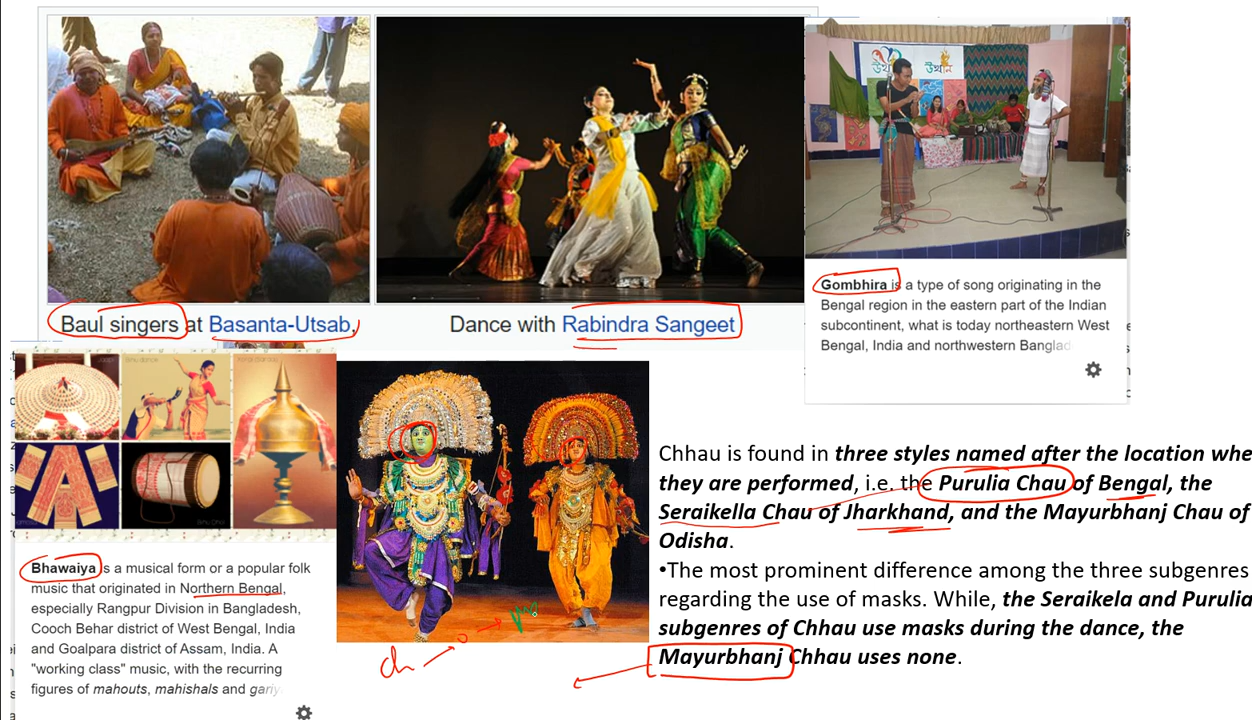 উত্থান
Baul singers at Basanta-Utsab,
Dance with Rabindra Sangeet
Gombhira is a type of song originating in the
Bengal region in the eastern part of the Indian
subcontinent, what is today northeastern West
Bengal, India and northwestern Banglad
Bhawaiya is a musical form or a popular folk
music that originated in Northern Bengal,
especially Rangpur Division in Bangladesh,
Cooch Behar district of West Bengal, India
and Goalpara district of Assam, India. A
"working class" music, with the recurring
figures of mahouts, mahishals and gariy
Chhau is found in three styles named after the location whe
they are performed, i.e. the Purulia Chau of Bengal, the
Seraikella Chau of Jharkhand, and the Mayurbhanj Chau of
Odisha.
•The most prominent difference among the three subgenres
regarding the use of masks. While, the Seraikela and Purulia
subgenres of Chhau use masks during the dance, the
Mayurbhanj Chhau uses none.